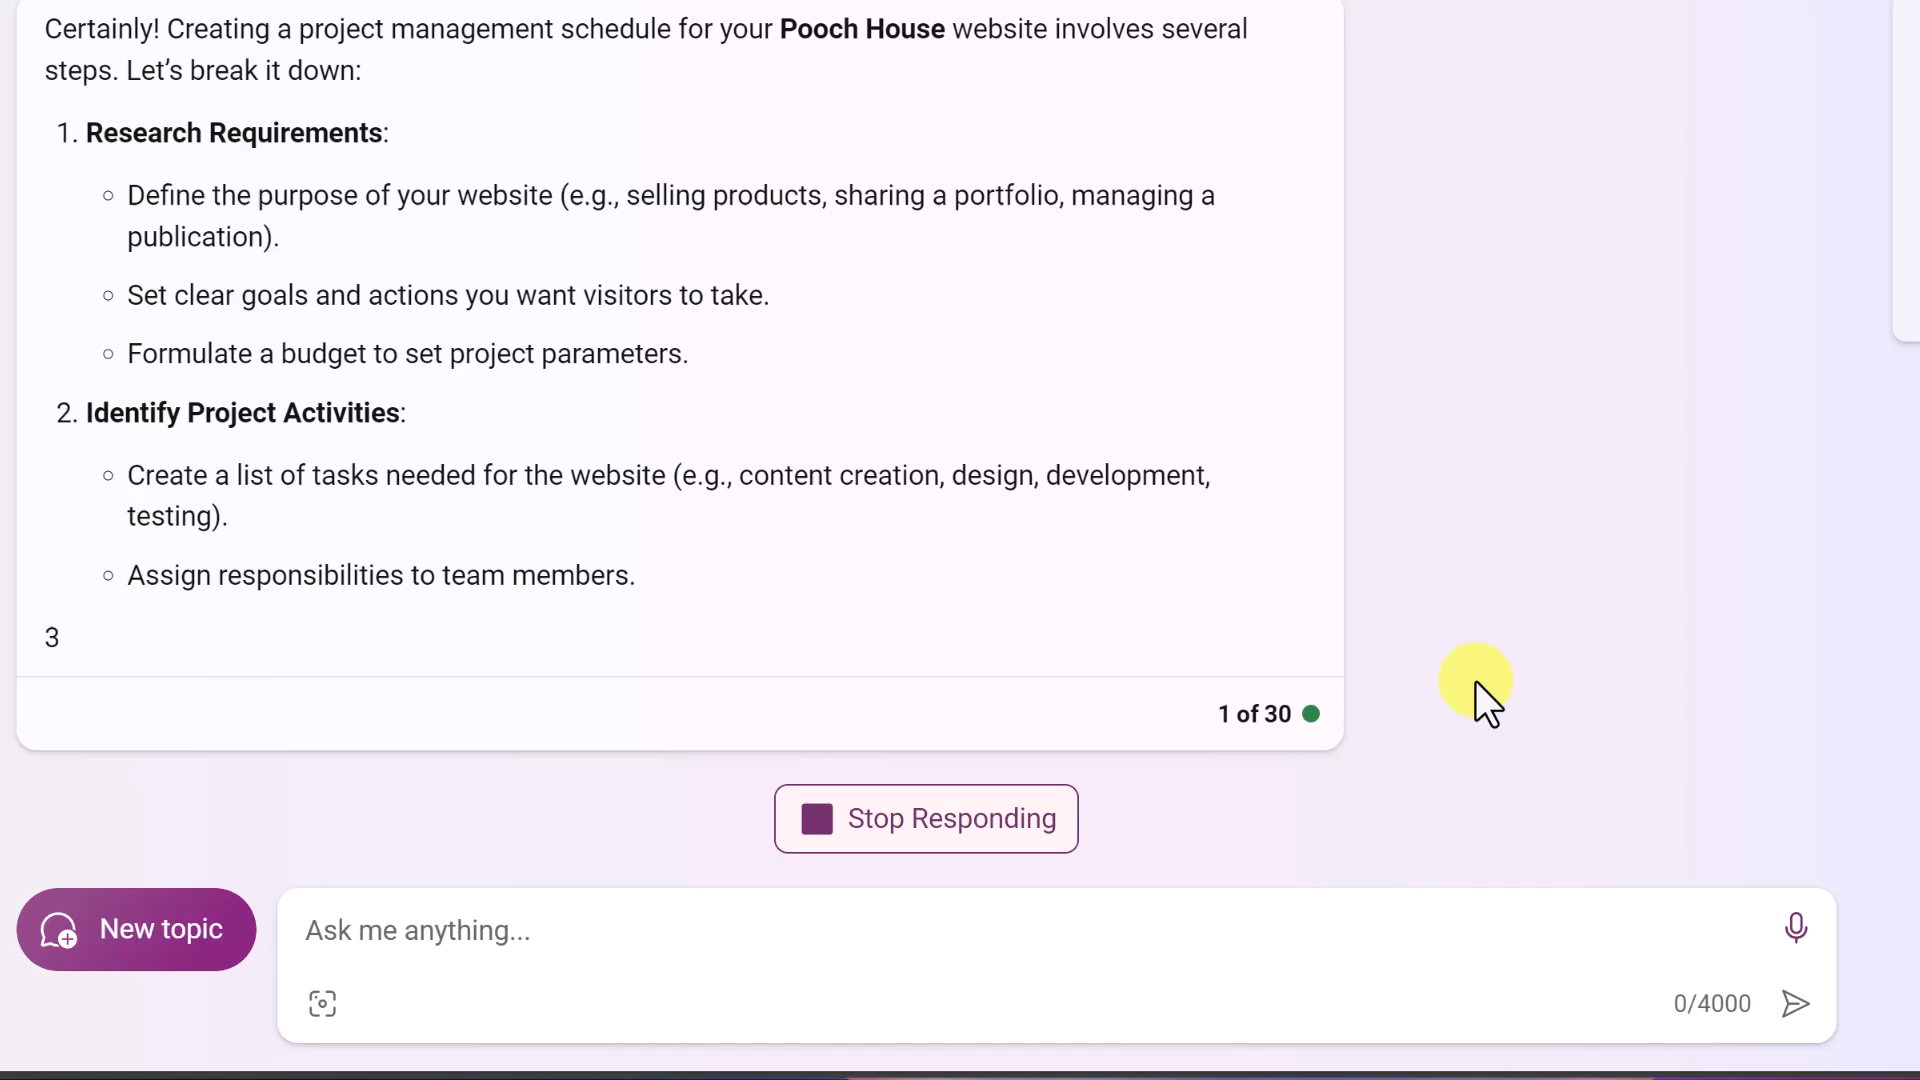 Certainly! Creating a project management schedule for your Pooch House website involves several
steps. Let’s break it down:
1. Research Requirements:
Define the purpose of your website (e.g., selling products, sharing a portfolio, managing a
publication).
Set clear goals and actions you want visitors to take.
Formulate a budget to set project parameters.
2. Identify Project Activities:
Create a list of tasks needed for the website (e.g., content creation, design, development,
testing).
Assign responsibilities to team members.
3
1 of 30
Stop Responding
New topic
Ask me anything...
0/4000